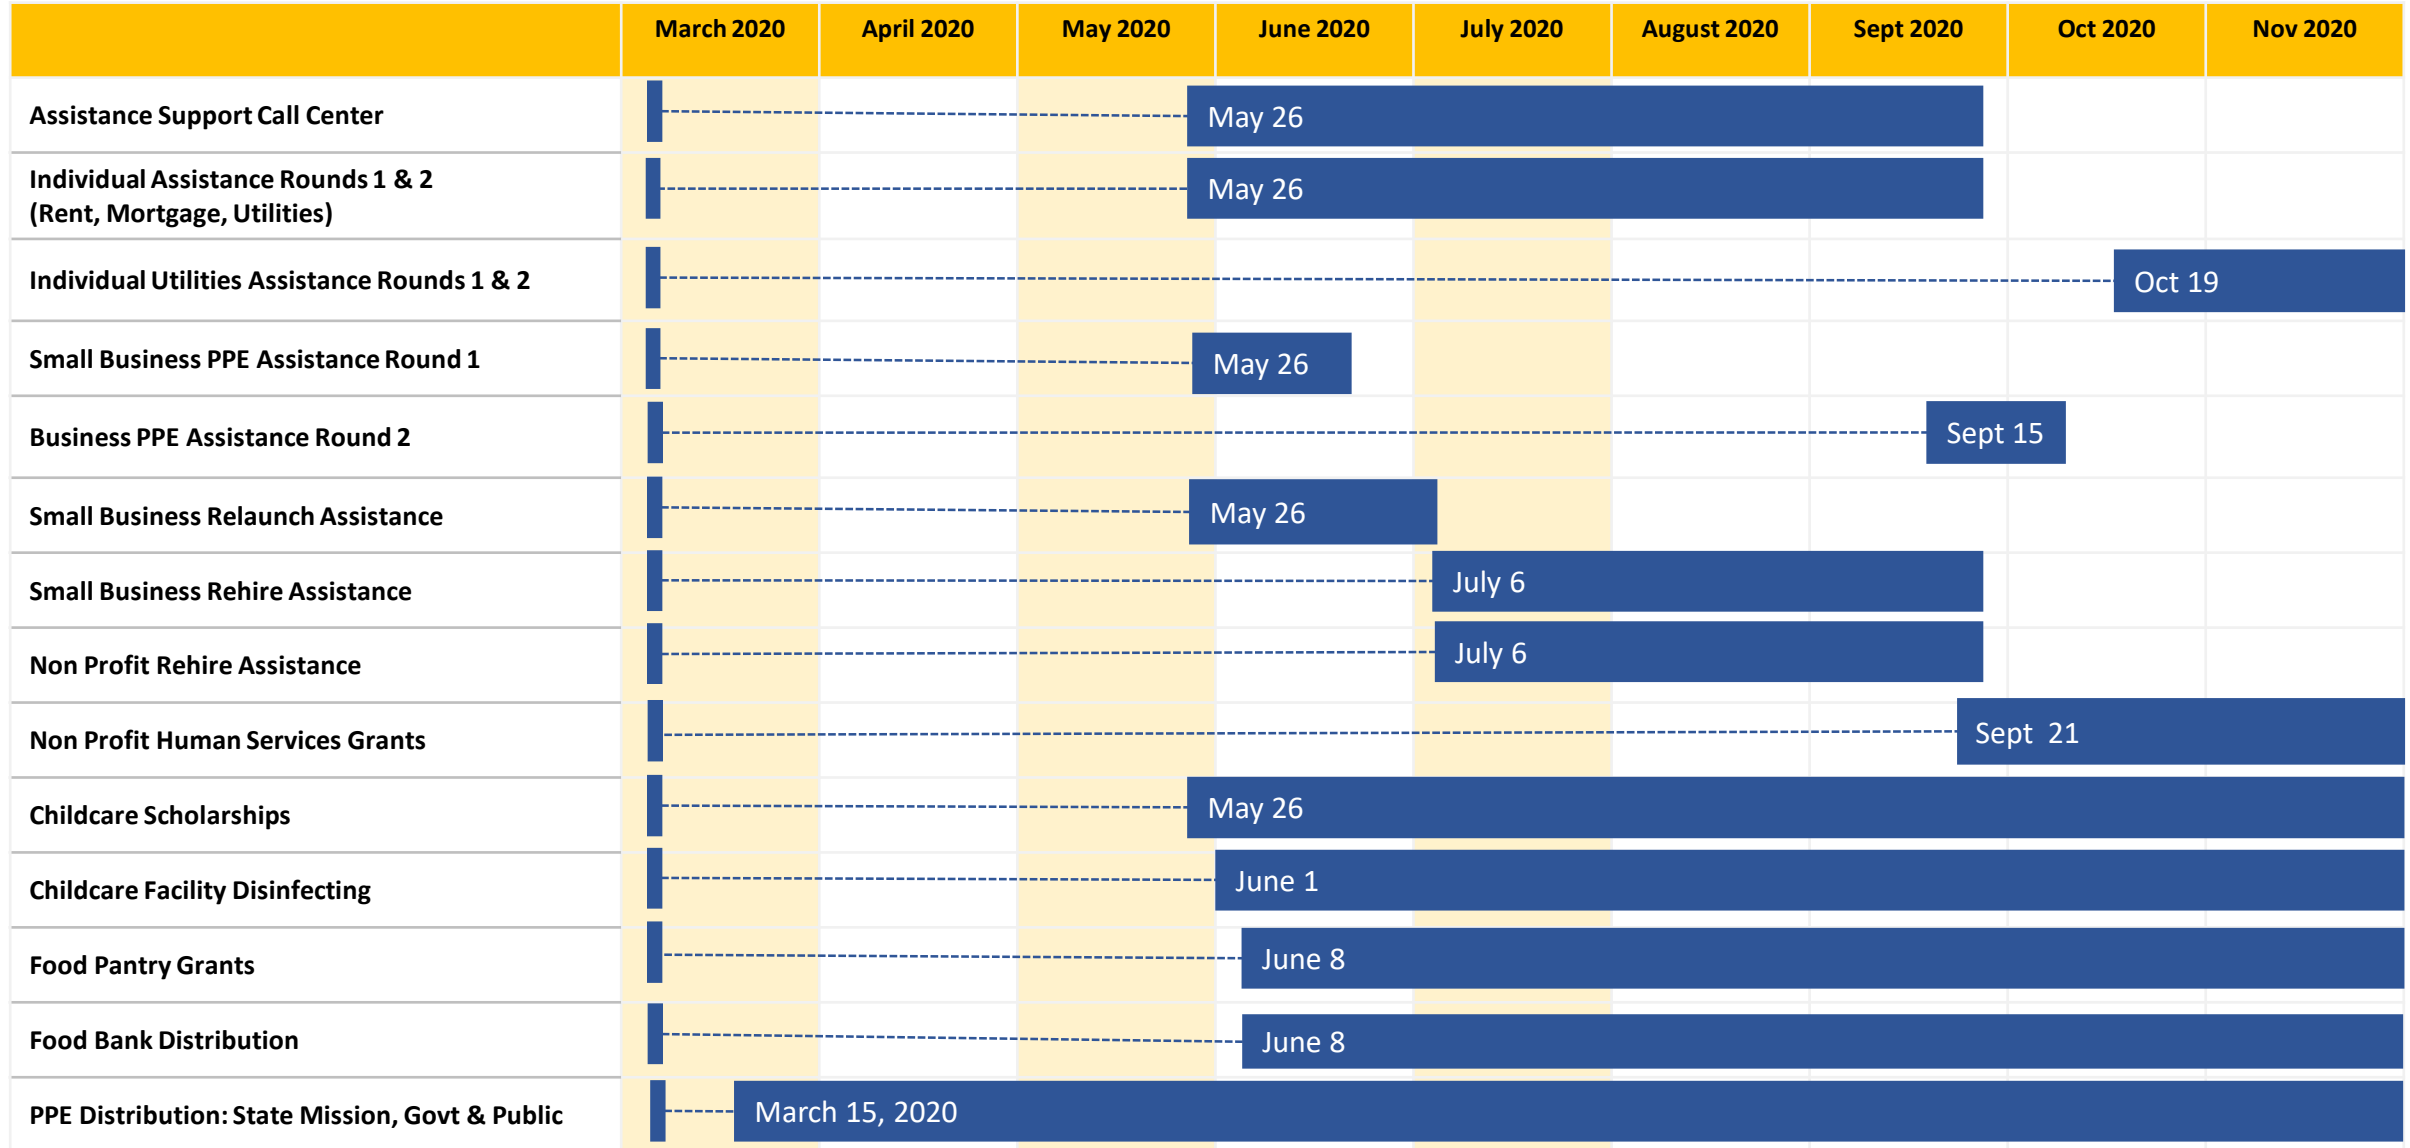 March 2020 April 2020 May 2020 June 2020 July 2020 August 2020 Sept 2020 Oct 2020 Nov 2020
Assistance Support Call Center May 26
Individual Assistance Rounds 1 & 2
(Rent, Mortgage, Utilities) May 26
Individual Utilities Assistance Rounds 1 & 2 Oct 19
Small Business PPE Assistance Round 1 May 26
Business PPE Assistance Round 2 Sept 15
Small Business Relaunch Assistance May 26
Small Business Rehire Assistance July 6
Non Profit Rehire Assistance July 6
Non Profit Human Services Grants Sept 21
Childcare Scholarships May 26
Childcare Facility Disinfecting June 1
Food Pantry Grants June 8
Food Bank Distribution June 8
PPE Distribution: State Mission, Govt & Public March 15, 2020